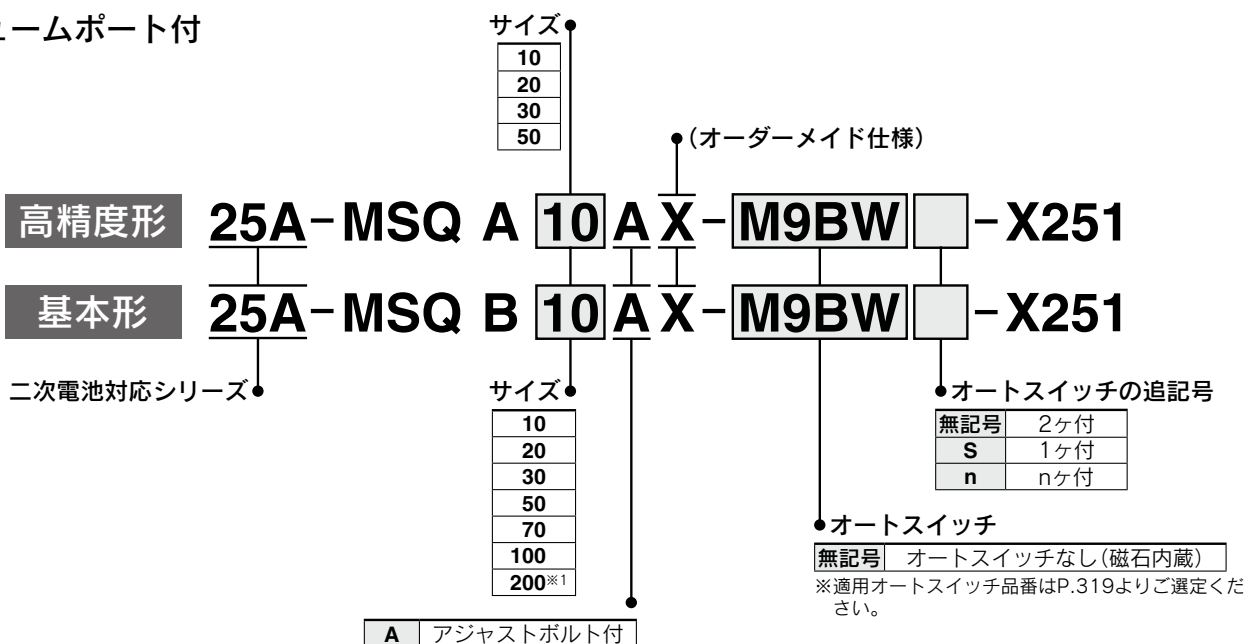 ュームポート付
サイズ
10
20
30
50
(オーダーメイド仕様)
高精度形 25A-MSQ A 10 A X-M9BW □-X251
基本形 25A-MSQ B 10 A X-M9BW □-X251
二次電池対応シリーズ
サイズ
10
20
30
50
70
100
200※1
オートスイッチの追記号
無記号 2ヶ付
S 1ヶ付
n nヶ付
オートスイッチ
無記号 オートスイッチなし(磁石内蔵)
※適用オートスイッチ品番はP.319よりご選定くだ
さい。
A アジャストボルト付